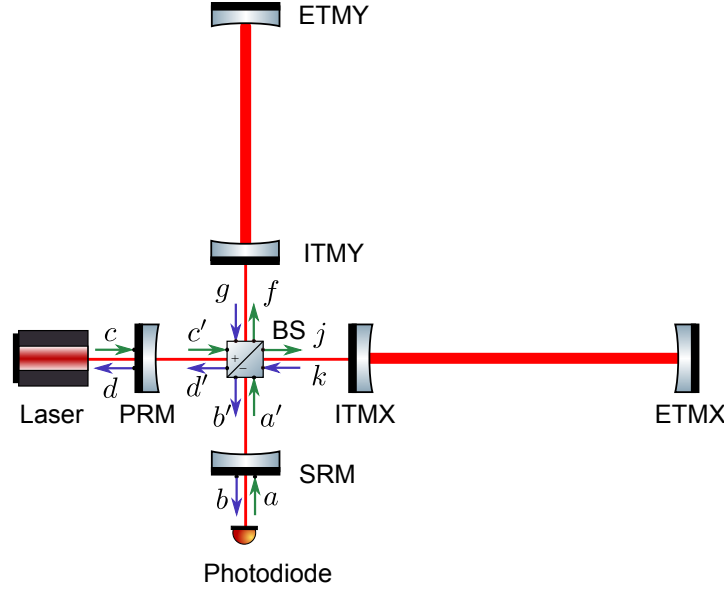 ETMY
ITMY
g f
BS
c c′ j
+
−
d d′ k
Laser PRM ITMX ETMX
b′ a′
SRM
b a
Photodiode